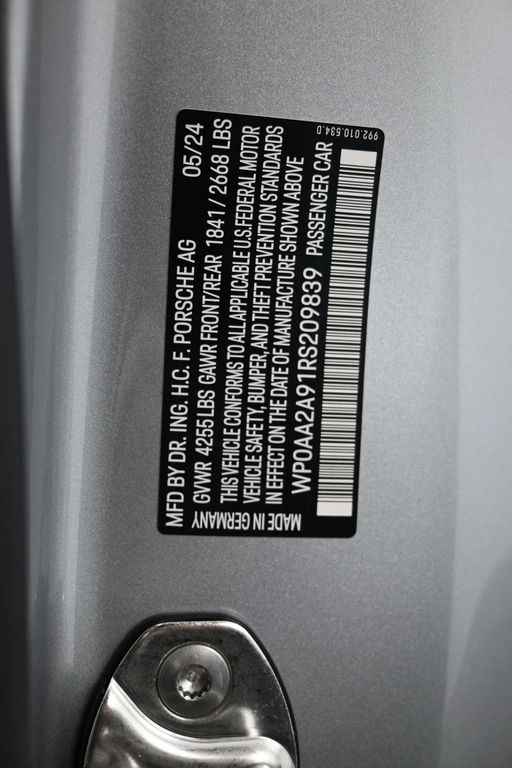 MFD BY DR. ING. H.C. F. PORSCHE AG 05/24
GVWR 4255 LBS GAWR FRONT/REAR 1841 / 2668 LBS
THIS VEHICLE CONFORMS TO ALL APPLICABLE U.S.FEDERAL MOTOR
VEHICLE SAFETY, BUMPER, AND THEFT PREVENTION STANDARDS
IN EFFECT ON THE DATE OF MANUFACTURE SHOWN ABOVE
WP0AA2A91RS209839 PASSENGER CAR
MADE IN GERMANY
992.010.534.D